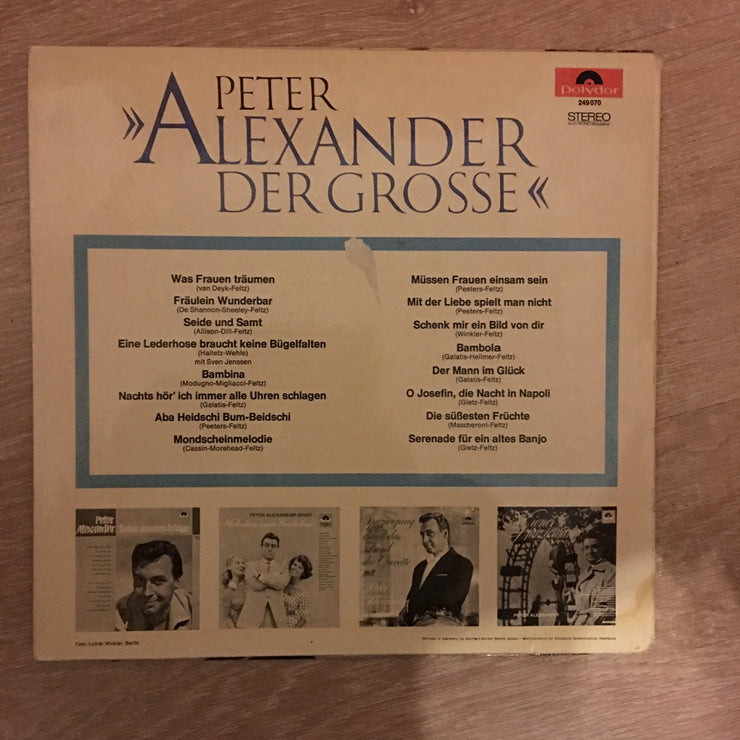 PETER
»ALEXANDER
DER GROSSE«
Polydor
249 070
STEREO
Was Frauen träumen
(van Deyk-Feltz)
Fräulein Wunderbar
(De Shannon-Sheeley-Feltz)
Seide und Samt
(Allison-Dill-Feltz)
Eine Lederhose braucht keine Bügelfalten
(Halletz-Wehle)
mit Sven Jenssen
Bambina
(Modugno-Migliacci-Feltz)
Nachts hör' ich immer alle Uhren schlagen
(Galatis-Feltz)
Aba Heidschi Bum-Beidschi
(Peeters-Feltz)
Mondscheinmelodie
(Cassin-Morehead-Feltz)
Müssen Frauen einsam sein
(Peeters-Feltz)
Mit der Liebe spielt man nicht
(Peeters-Feltz)
Schenk mir ein Bild von dir
(Winkler-Feltz)
Bambola
(Galatis-Hellmer-Feltz)
Der Mann im Glück
(Galatis-Feltz)
O Josefin, die Nacht in Napoli
(Gietz-Feltz)
Die süßesten Früchte
(Mascheroni-Feltz)
Serenade für ein altes Banjo
(Gietz-Feltz)
Peter
Alexander
PETER ALEXANDER SINGT
Foto: Lothar Winkler, Berlin